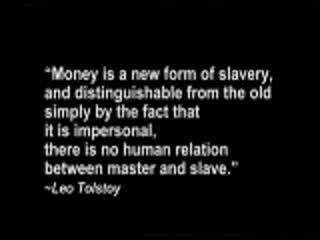 “Money is a new form of slavery,
and distinguishable from the old
simply by the fact that
it is impersonal,
there is no human relation
between master and slave.”
~Leo Tolstoy